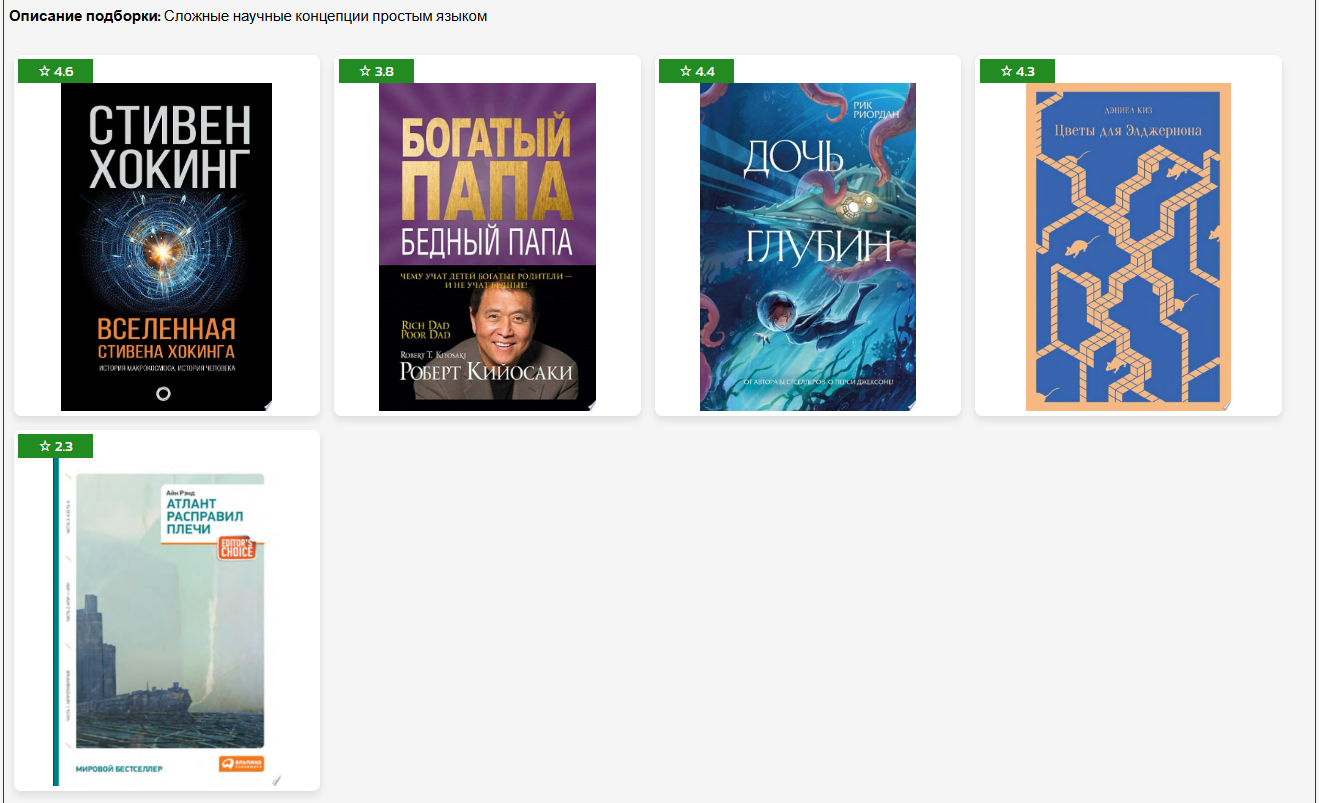 Описание подборки: Сложные научные концепции простым языком
☆ 4.6
СТИВЕН
ХОКИНГ
ВСЕЛЕННАЯ
СТИВЕНА ХОКИНГА
ИСТОРИЯ МАКРОКОСМОСА, ИСТОРИЯ ЧЕЛОВЕКА
☆ 3.8
БОГАТЫЙ
ПАПА
БЕДНЫЙ ПАПА
ЧЕМУ УЧАТ ДЕТЕЙ БОГАТЫЕ РОДИТЕЛИ —
И НЕ УЧАТ БЕДНЫЕ!
RICH DAD
POOR DAD
ROBERT T. KIYOSAKI
РОБЕРТ КИЙОСАКИ
☆ 4.4
РИК
РИОРДАН
ДОЧЬ
ГЛУБИН
ОТ АВТОРА БЕСТСЕЛЛЕРОВ О ПЕРСИ ДЖЕКСОНЕ!
☆ 4.3
ДЭНИЕЛ КИЗ
Цветы для Элджернона
☆ 2.3
Айн Рэнд
АТЛАНТ
РАСПРАВИЛ
ПЛЕЧИ
EDITOR'S
CHOICE
МИРОВОЙ БЕСТСЕЛЛЕР
АЛЬПИНА